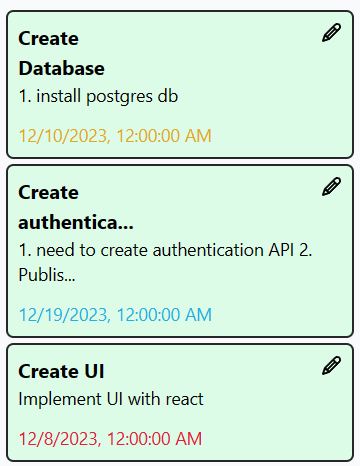 Create
Database
1. install postgres db
12/10/2023, 12:00:00 AM
Create
authentica...
1. need to create authentication API 2.
Publis...
12/19/2023, 12:00:00 AM
Create UI
Implement UI with react
12/8/2023, 12:00:00 AM